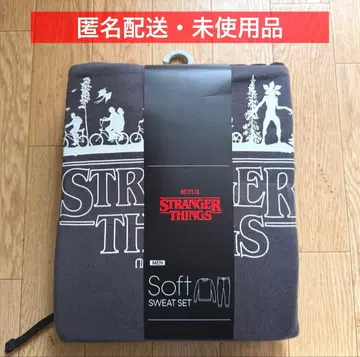 匿名配送・未使用品
NETFLIX
STRANGER
THINGS
MEN
Soft
SWEAT SET
STRANGER
THINGS